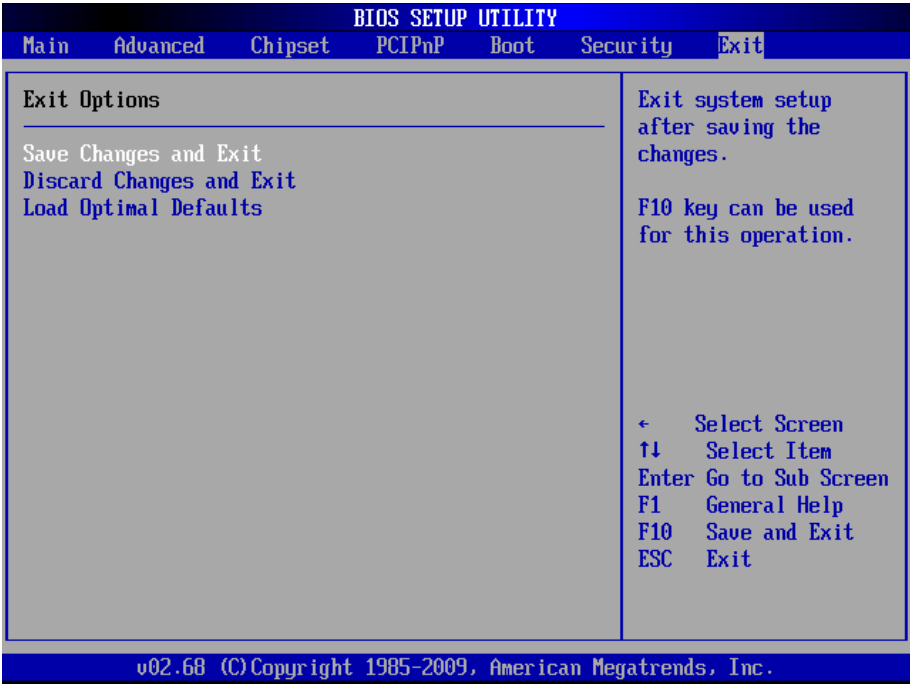 BIOS SETUP UTILITY
Main Advanced Chipset PCIPnP Boot Security Exit
Exit Options
Save Changes and Exit
Discard Changes and Exit
Load Optimal Defaults
Exit system setup
after saving the
changes.
F10 key can be used
for this operation.
← Select Screen
↑↓ Select Item
Enter Go to Sub Screen
F1 General Help
F10 Save and Exit
ESC Exit
v02.68 (C)Copyright 1985-2009, American Megatrends, Inc.